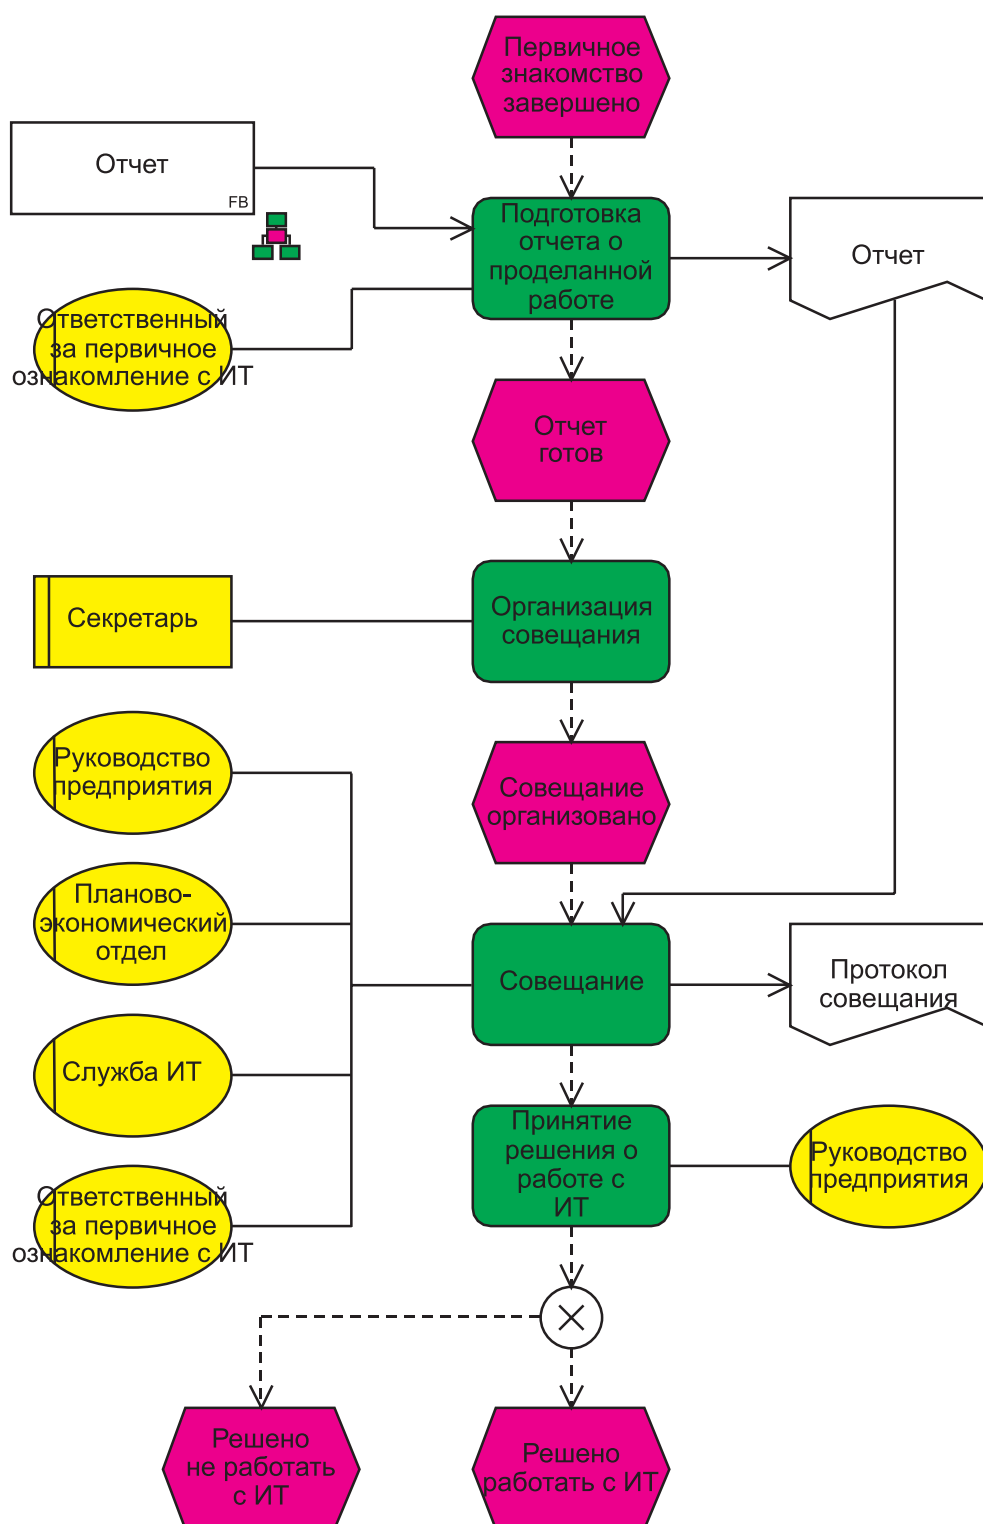 Первичное
знакомство
завершено
Отчет
FB
Подготовка
отчета о
проделанной
работе
Отчет
Ответственный
за первичное
ознакомление с ИТ
Отчет
готов
Секретарь
Организация
совещания
Руководство
предприятия
Совещание
организовано
Планово-
экономический
отдел
Совещание
Протокол
совещания
Служба ИТ
Принятие
решения о
работе с
ИТ
Руководство
предприятия
Ответственный
за первичное
ознакомление с ИТ
Решено
не работать
с ИТ
Решено
работать с ИТ